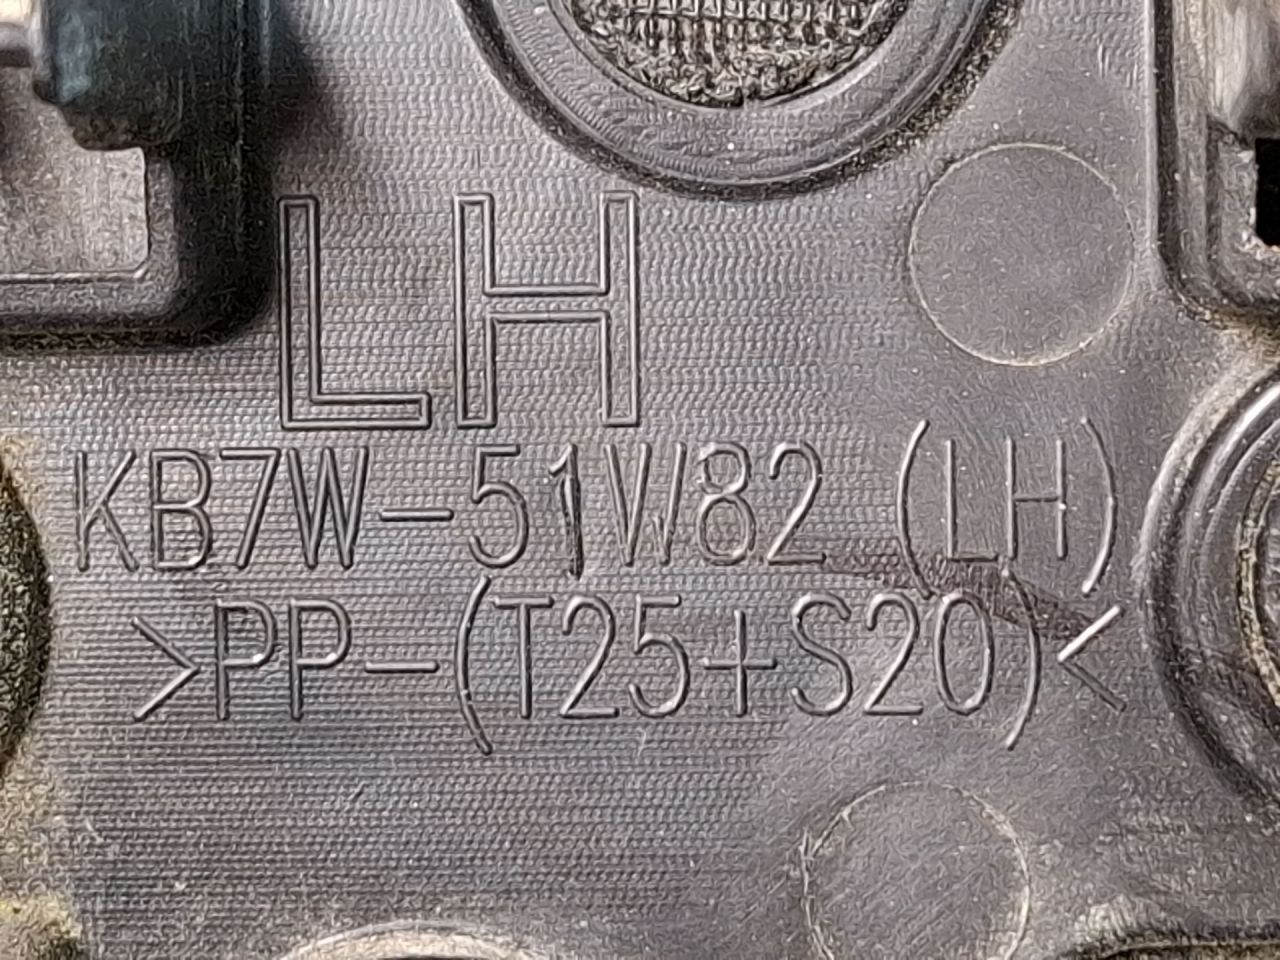 LH
KB7W-51W82 (LH)
>PP-(T25+S20)<